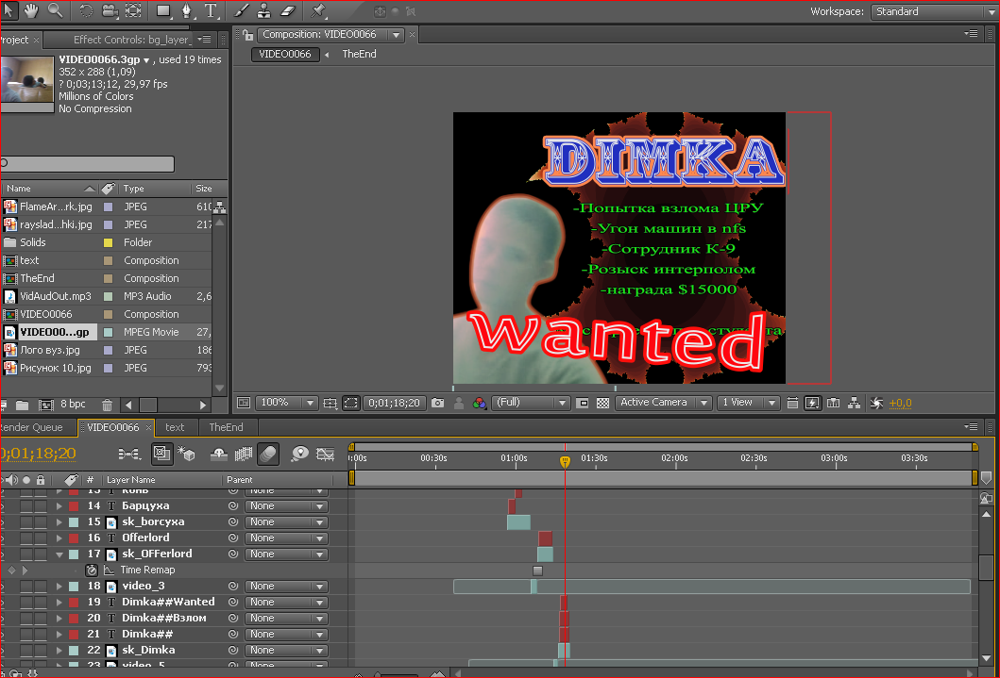 Workspace: Standard
Project × Effect Controls: bg_layer_
Composition: VIDEO0066
VIDEO0066 TheEnd
VIDEO0066.3gp , used 19 times
352 x 288 (1,09)
? 0;03;13;12, 29,97 fps
Millions of Colors
No Compression
Name Type Size
FlameAr...rk.jpg JPEG 610
rayslad...hki.jpg JPEG 217
Solids Folder
text Composition
TheEnd Composition
VidAudOut.mp3 MP3 Audio 2,6
VIDEO0066 Composition
VIDEO00....gp MPEG Movie 27,
Лого вуз.jpg JPEG 186
Рисунок 10.jpg JPEG 793
8 bpc
DIMKA
-Попытка взлома ЦРУ
-Угон машин в nfs
-Сотрудник К-9
-Розыск интерполом
-награда $15000
wanted
100% 0;01;18;20 (Full) Active Camera 1 View +0,0
Render Queue VIDEO0066 × text TheEnd
0;01;18;20
:00s 00:30s 01:00s 01:30s 02:00s 02:30s 03:00s 03:30s
# Layer Name Parent
13 Конь None
14 Барцуха None
15 sk_borcyxa None
16 Offerlord None
17 sk_OFFerlord None
Time Remap
18 video_3 None
19 Dimka##Wanted None
20 Dimka##Взлом None
21 Dimka## None
22 sk_Dimka None
23 video_5 None